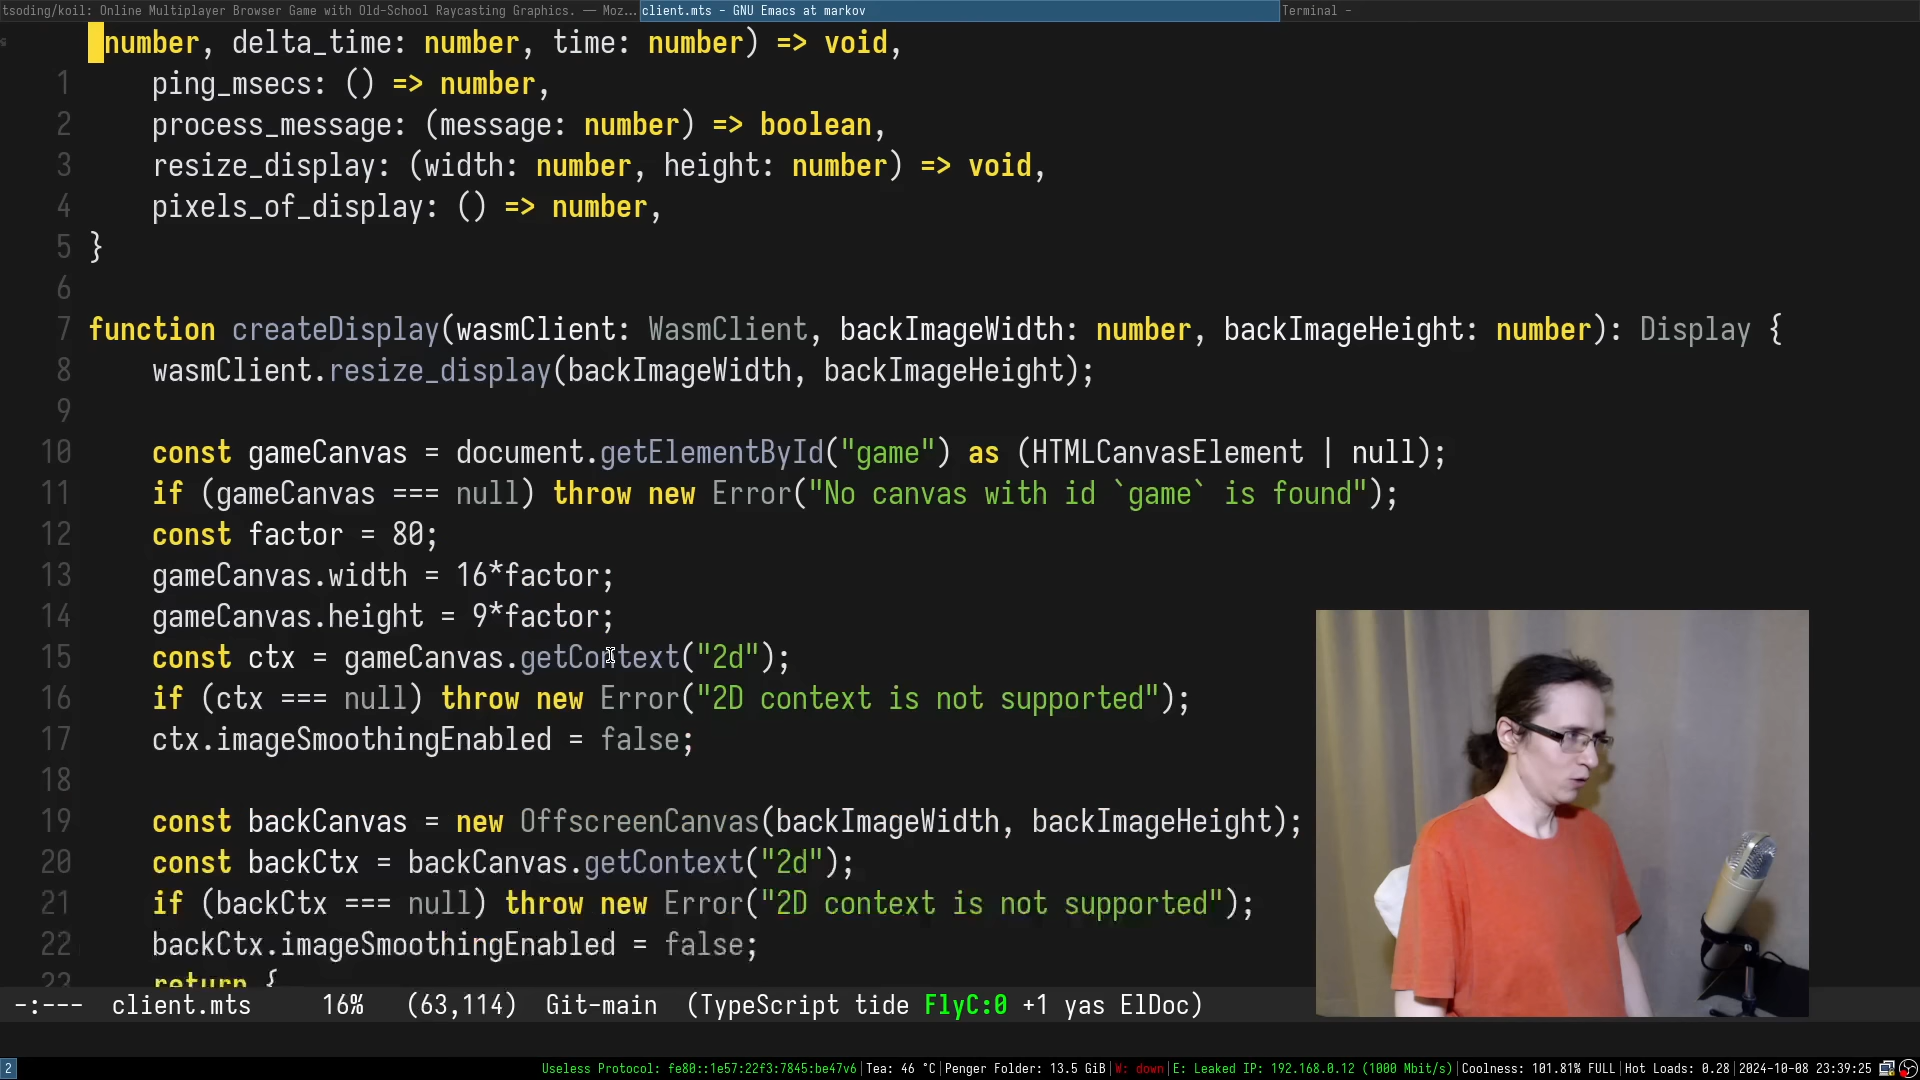 tsoding/koil: Online Multiplayer Browser Game with Old-School Raycasting Graphics. — Moz...
client.mts - GNU Emacs at markov
Terminal -
number, delta_time: number, time: number) => void,
1 ping_msecs: () => number,
2 process_message: (message: number) => boolean,
3 resize_display: (width: number, height: number) => void,
4 pixels_of_display: () => number,
5 }
6
7 function createDisplay(wasmClient: WasmClient, backImageWidth: number, backImageHeight: number): Display {
8 wasmClient.resize_display(backImageWidth, backImageHeight);
9
10 const gameCanvas = document.getElementById("game") as (HTMLCanvasElement | null);
11 if (gameCanvas === null) throw new Error("No canvas with id `game` is found");
12 const factor = 80;
13 gameCanvas.width = 16*factor;
14 gameCanvas.height = 9*factor;
15 const ctx = gameCanvas.getContext("2d");
16 if (ctx === null) throw new Error("2D context is not supported");
17 ctx.imageSmoothingEnabled = false;
18
19 const backCanvas = new OffscreenCanvas(backImageWidth, backImageHeight);
20 const backCtx = backCanvas.getContext("2d");
21 if (backCtx === null) throw new Error("2D context is not supported");
22 backCtx.imageSmoothingEnabled = false;
23 return {
-:--- client.mts 16% (63,114) Git-main (TypeScript tide FlyC:0 +1 yas ElDoc)
2 Useless Protocol: fe80::1e57:22f3:7845:be47v6|Tea: 46 °C|Penger Folder: 13.5 GiB|W: down|E: Leaked IP: 192.168.0.12 (1000 Mbit/s)|Coolness: 101.81% FULL|Hot Loads: 0.28|2024-10-08 23:39:25